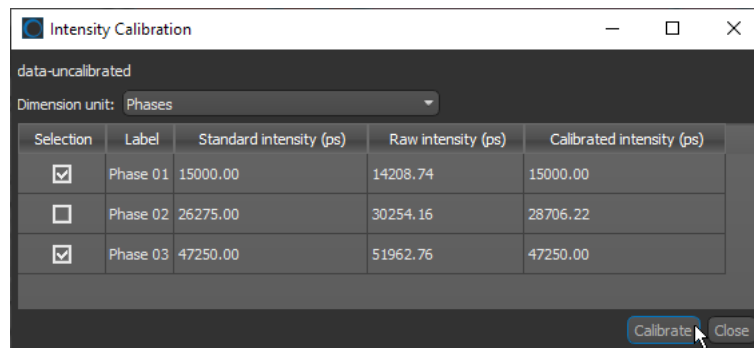 Intensity Calibration
data-uncalibrated
Dimension unit: Phases
Selection Label Standard intensity (ps) Raw intensity (ps) Calibrated intensity (ps)
Phase 01 15000.00 14208.74 15000.00
Phase 02 26275.00 30254.16 28706.22
Phase 03 47250.00 51962.76 47250.00
Calibrate Close